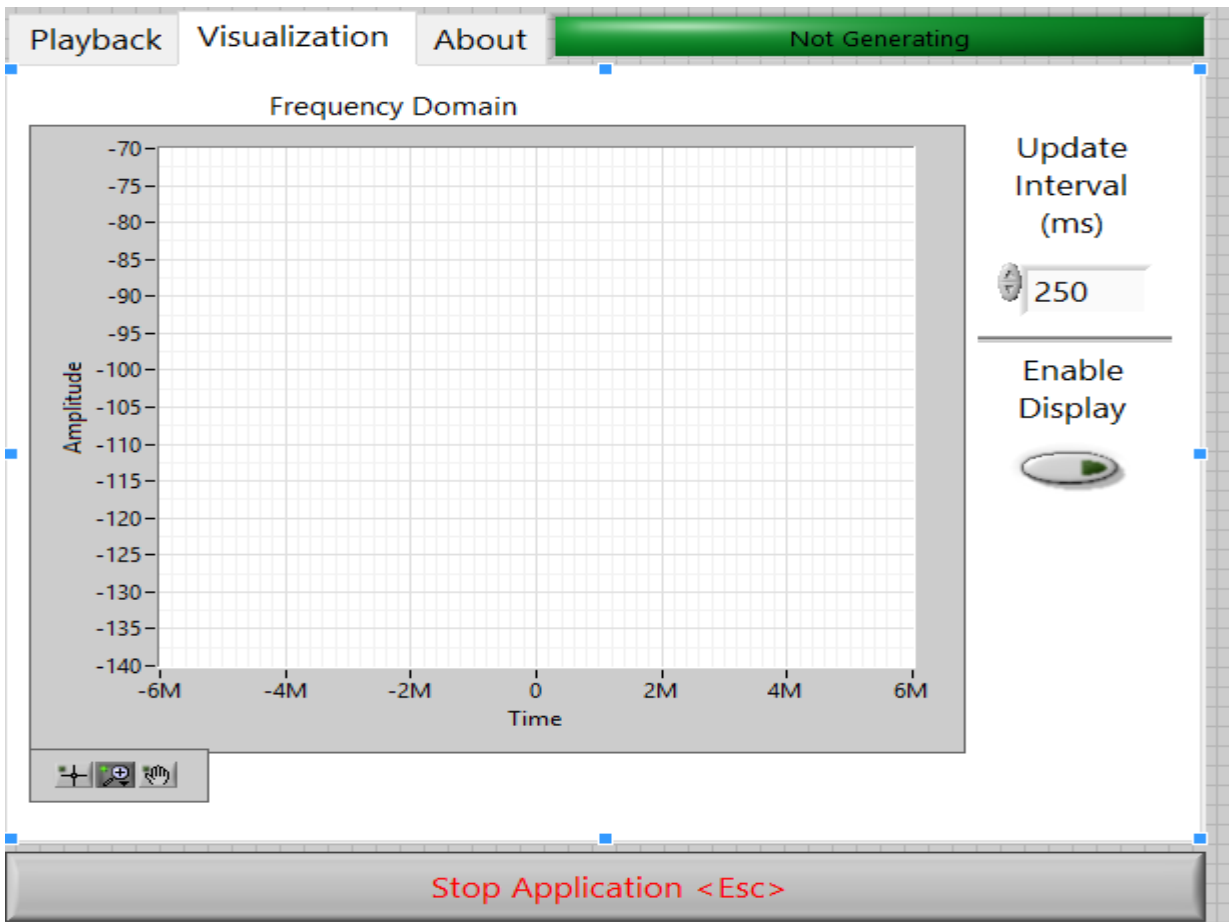 Playback Visualization About Not Generating
Frequency Domain
-70
-75
-80
-85
-90
-95
-100
-105
-110
-115
-120
-125
-130
-135
-140
Amplitude
-6M -4M -2M 0 2M 4M 6M
Time
Update
Interval
(ms)
250
Enable
Display
Stop Application <Esc>